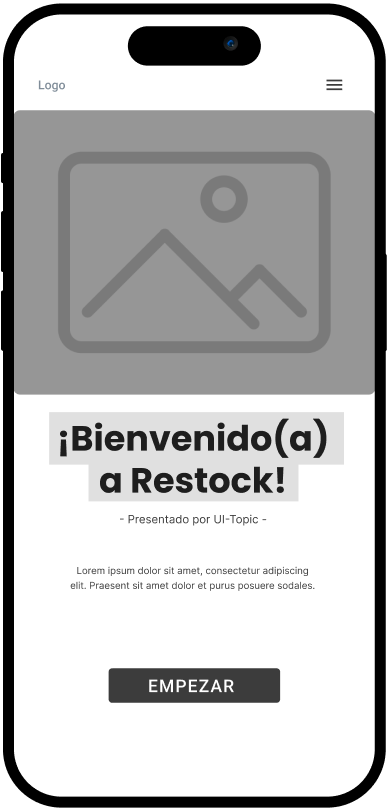 Logo
¡Bienvenido(a)
a Restock!
- Presentado por UI-Topic -
Lorem ipsum dolor sit amet, consectetur adipiscing
elit. Praesent sit amet dolor et purus posuere sodales.
EMPEZAR